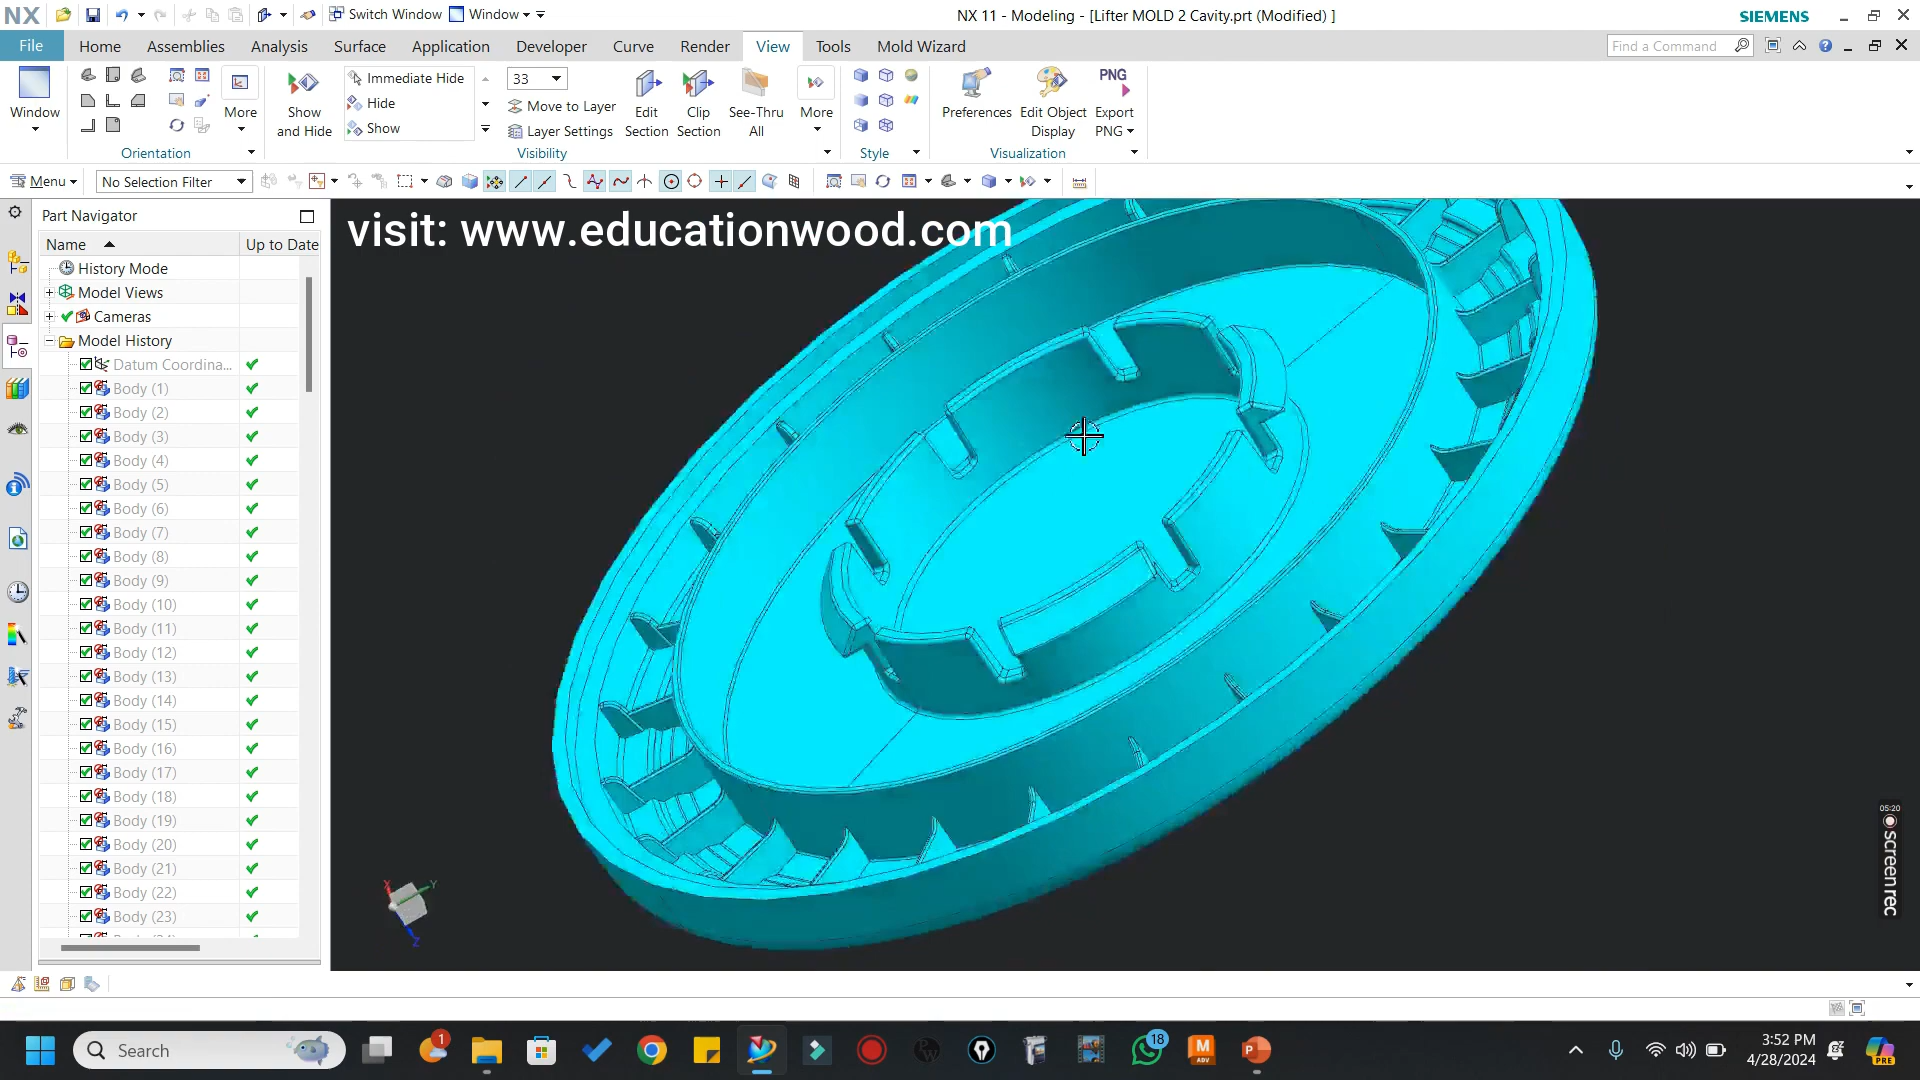 NX
Switch Window
Window
NX 11 - Modeling - [Lifter MOLD 2 Cavity.prt (Modified) ]
SIEMENS
File
Home
Assemblies
Analysis
Surface
Curve
Application
Developer
Render
View
Tools
Mold Wizard
Find a Command
Window
More
Orientation
Show and Hide
Immediate Hide
Hide
Show
33
Move to Layer
Layer Settings
Edit Section
Clip Section
See-Thru All
More
Visibility
Style
Preferences
Edit Object Display
PNG
Export PNG
Visualization
Menu
No Selection Filter
Part Navigator
Name
Up to Date
History Mode
Model Views
Cameras
Model History
Datum Coordina...
Body (1)
Body (2)
Body (3)
Body (4)
Body (5)
Body (6)
Body (7)
Body (8)
Body (9)
Body (10)
Body (11)
Body (12)
Body (13)
Body (14)
Body (15)
Body (16)
Body (17)
Body (18)
Body (19)
Body (20)
Body (21)
Body (22)
Body (23)
visit: www.educationwood.com
X
Y
Z
05:20
screenrec
Search
1
18
M
ADV
P
3:52 PM
4/28/2024
PRE